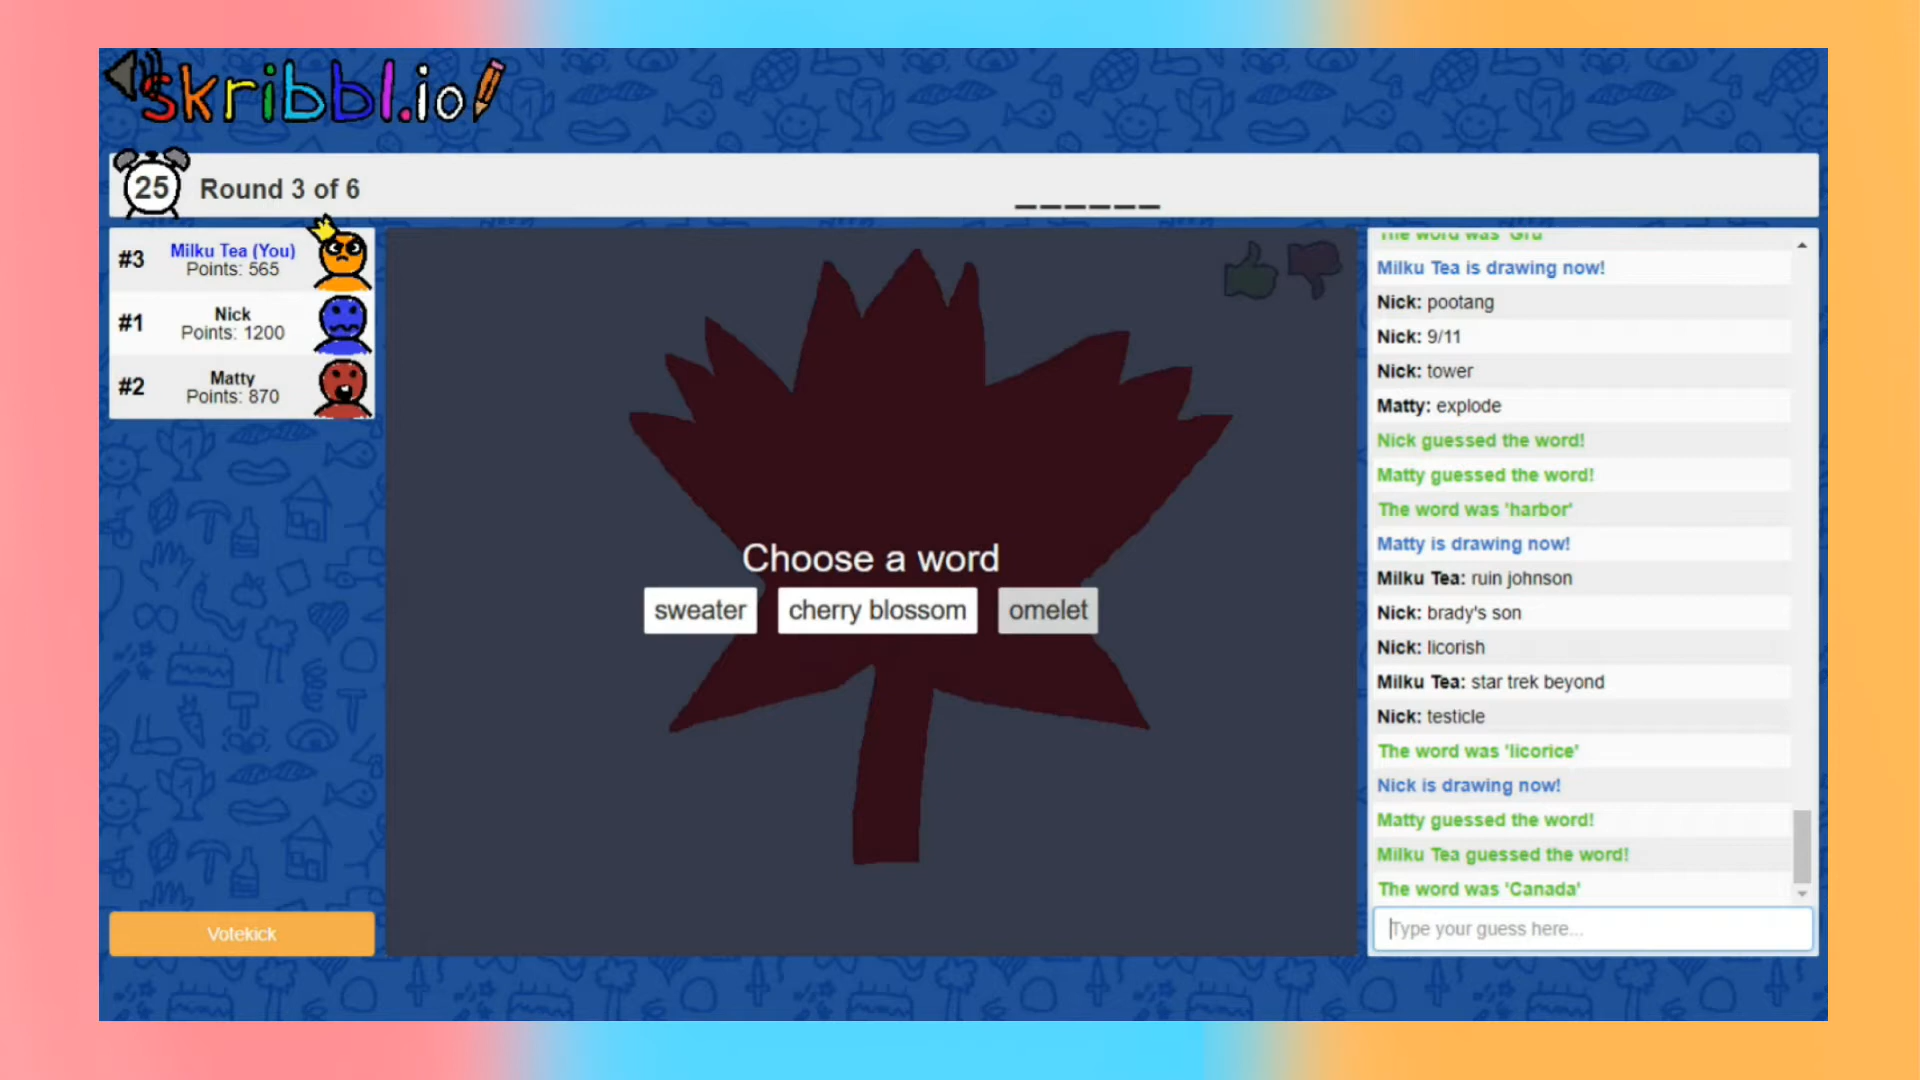 skribbl.io
25 Round 3 of 6
______
#3 Milku Tea (You)
Points: 565
#1 Nick
Points: 1200
#2 Matty
Points: 870
Votekick
Choose a word
sweater cherry blossom omelet
The word was 'Gru'
Milku Tea is drawing now!
Nick: pootang
Nick: 9/11
Nick: tower
Matty: explode
Nick guessed the word!
Matty guessed the word!
The word was 'harbor'
Matty is drawing now!
Milku Tea: ruin johnson
Nick: brady's son
Nick: licorish
Milku Tea: star trek beyond
Nick: testicle
The word was 'licorice'
Nick is drawing now!
Matty guessed the word!
Milku Tea guessed the word!
The word was 'Canada'
Type your guess here...